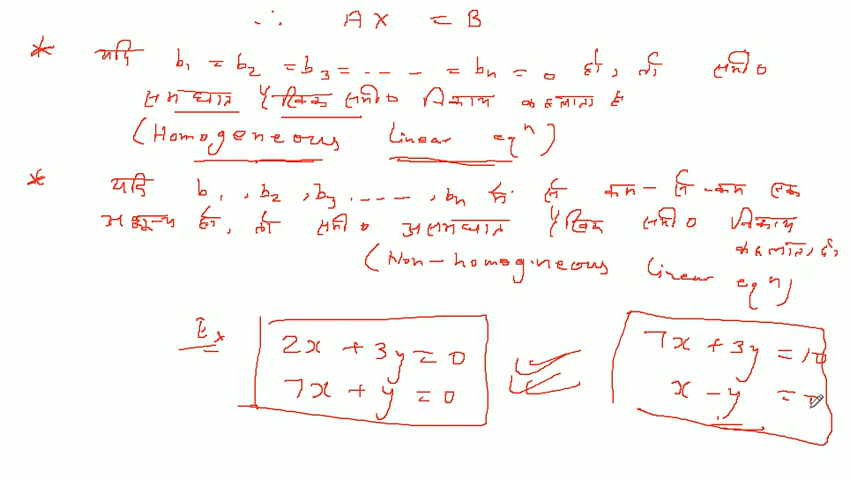 ∴ AX = B
* यदि b₁ = b₂ = b₃ = ---- = bₙ = 0 हो, तो समी०
समघात रैखिक समी० निकाय कहलाता है
(Homogeneous linear eqⁿ)
* यदि b₁, b₂, b₃, ----, bₙ में से कम-से-कम एक
अशून्य हो, तो समी० असमघात रैखिक समी० निकाय
कहलाता है,
(Non-homogineous linear eqⁿ)
Ex
2x + 3y = 0
7x + y = 0
7x + 3y = 10
x - y =